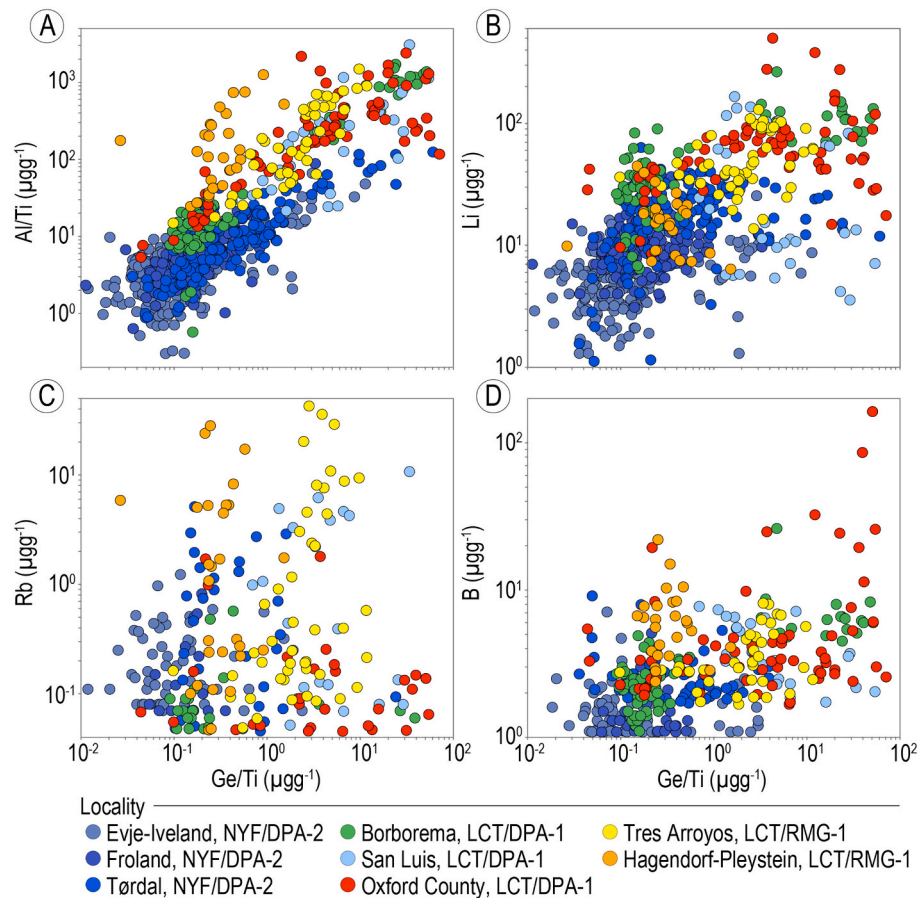 A
B
10³
10²
10¹
10⁰
Al/Ti (µgg⁻¹)
10²
10¹
10⁰
Li (µgg⁻¹)
C
D
10¹
10⁰
10⁻¹
Rb (µgg⁻¹)
10²
10¹
10⁰
B (µgg⁻¹)
10⁻² 10⁻¹ 10⁰ 10¹ 10²
10⁻² 10⁻¹ 10⁰ 10¹ 10²
Ge/Ti (µgg⁻¹)
Ge/Ti (µgg⁻¹)
Locality
Evje-Iveland, NYF/DPA-2
Froland, NYF/DPA-2
Tørdal, NYF/DPA-2
Borborema, LCT/DPA-1
San Luis, LCT/DPA-1
Oxford County, LCT/DPA-1
Tres Arroyos, LCT/RMG-1
Hagendorf-Pleystein, LCT/RMG-1